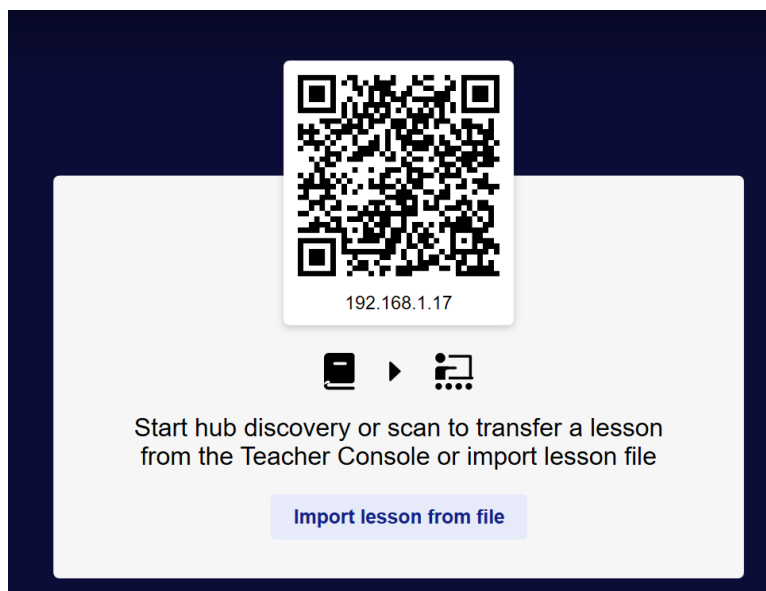 192.168.1.17
Start hub discovery or scan to transfer a lesson
from the Teacher Console or import lesson file
Import lesson from file